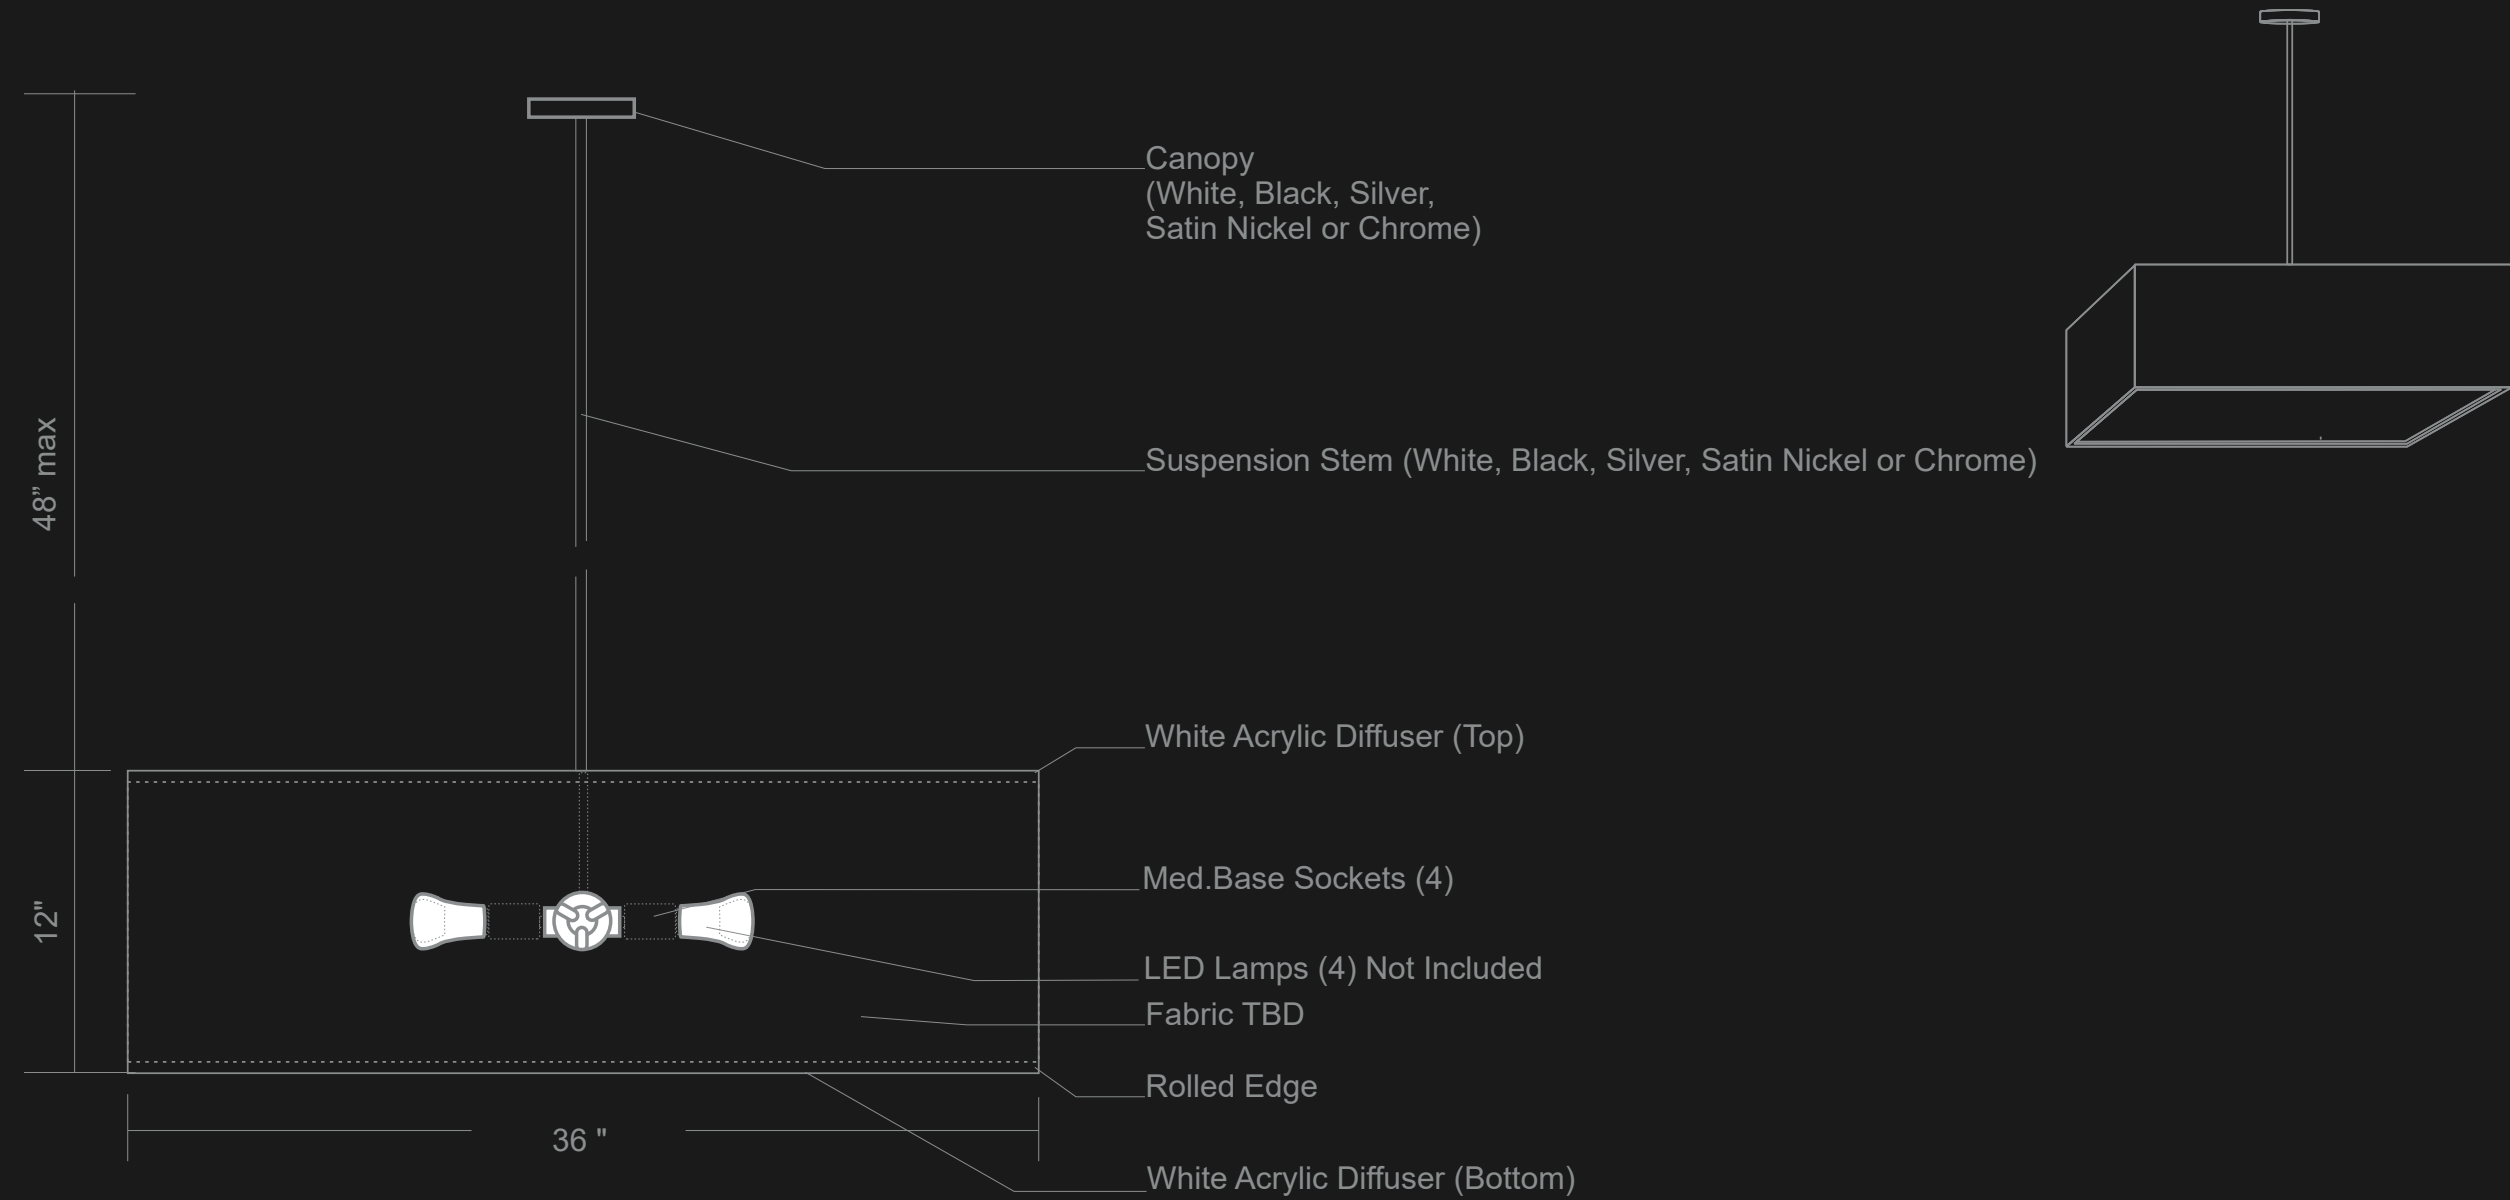 Canopy
(White, Black, Silver,
Satin Nickel or Chrome)
48” max
Suspension Stem (White, Black, Silver, Satin Nickel or Chrome)
White Acrylic Diffuser (Top)
Med.Base Sockets (4)
12"
LED Lamps (4) Not Included
Fabric TBD
Rolled Edge
36 "
White Acrylic Diffuser (Bottom)